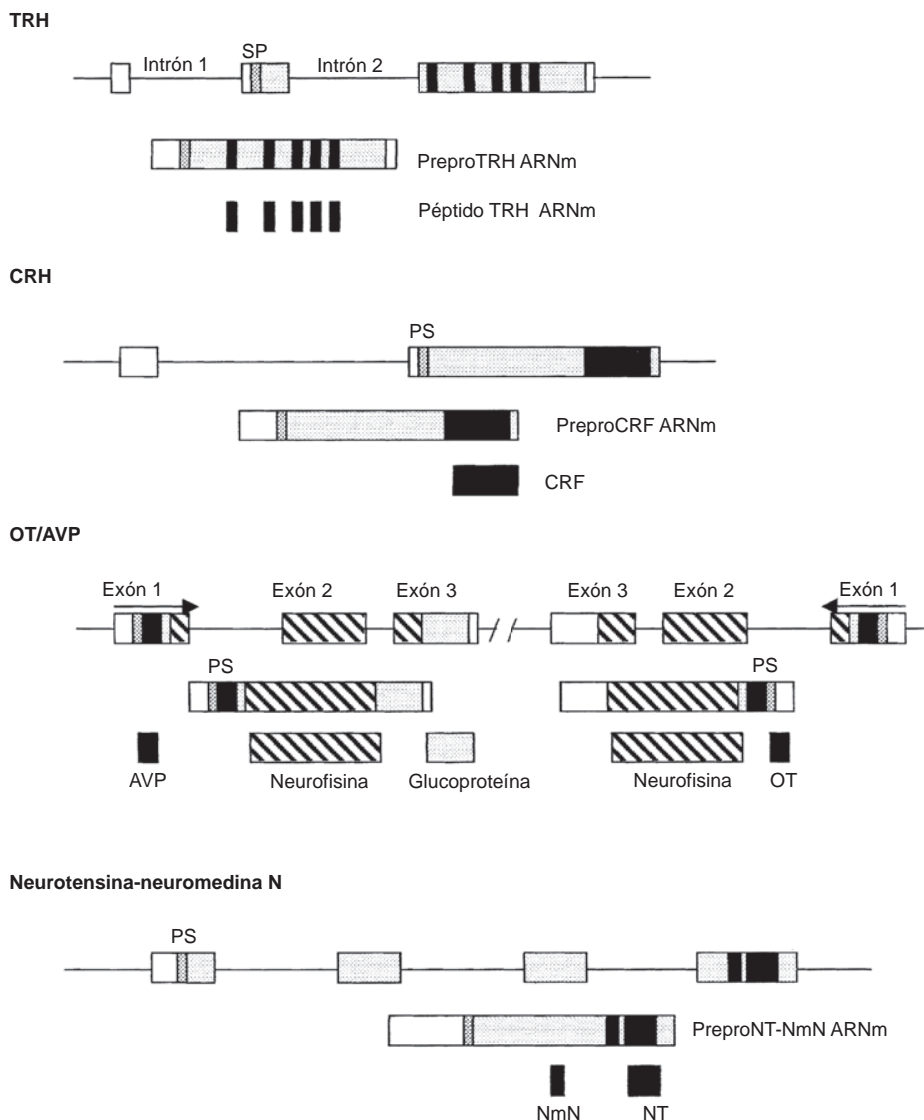 TRH
Intrón 1
SP
Intrón 2
PreproTRH ARNm
Péptido TRH ARNm
CRH
PS
PreproCRF ARNm
CRF
OT/AVP
Exón 1
Exón 2
Exón 3
Exón 3
Exón 2
Exón 1
PS
PS
AVP
Neurofisina
Glucoproteína
Neurofisina
OT
Neurotensina-neuromedina N
PS
PreproNT-NmN ARNm
NmN
NT